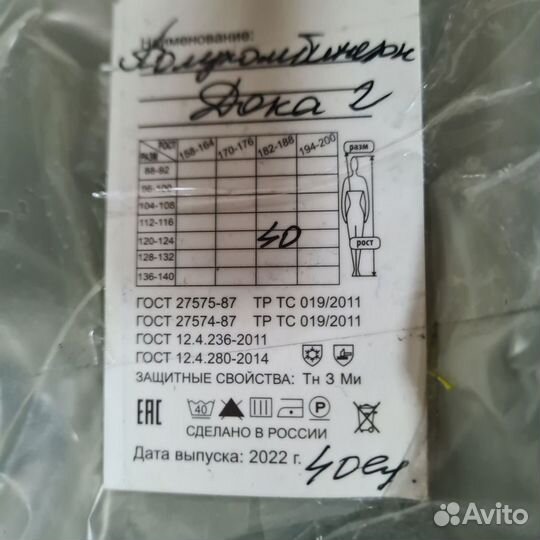 Наименование:
Полукомбинезон
Дока 2
РОСТ
РАЗМ
158-164
170-176
182-188
194-200
88-92
96-100
104-108
112-116
120-124
40
128-132
136-140
разм
рост
ГОСТ 27575-87 ТР ТС 019/2011
ГОСТ 27574-87 ТР ТС 019/2011
ГОСТ 12.4.236-2011
ГОСТ 12.4.280-2014
ЗАЩИТНЫЕ СВОЙСТВА: Тн З Ми
EAC 40 P
СДЕЛАНО В РОССИИ
Дата выпуска: 2022 г. 40ед.
Avito